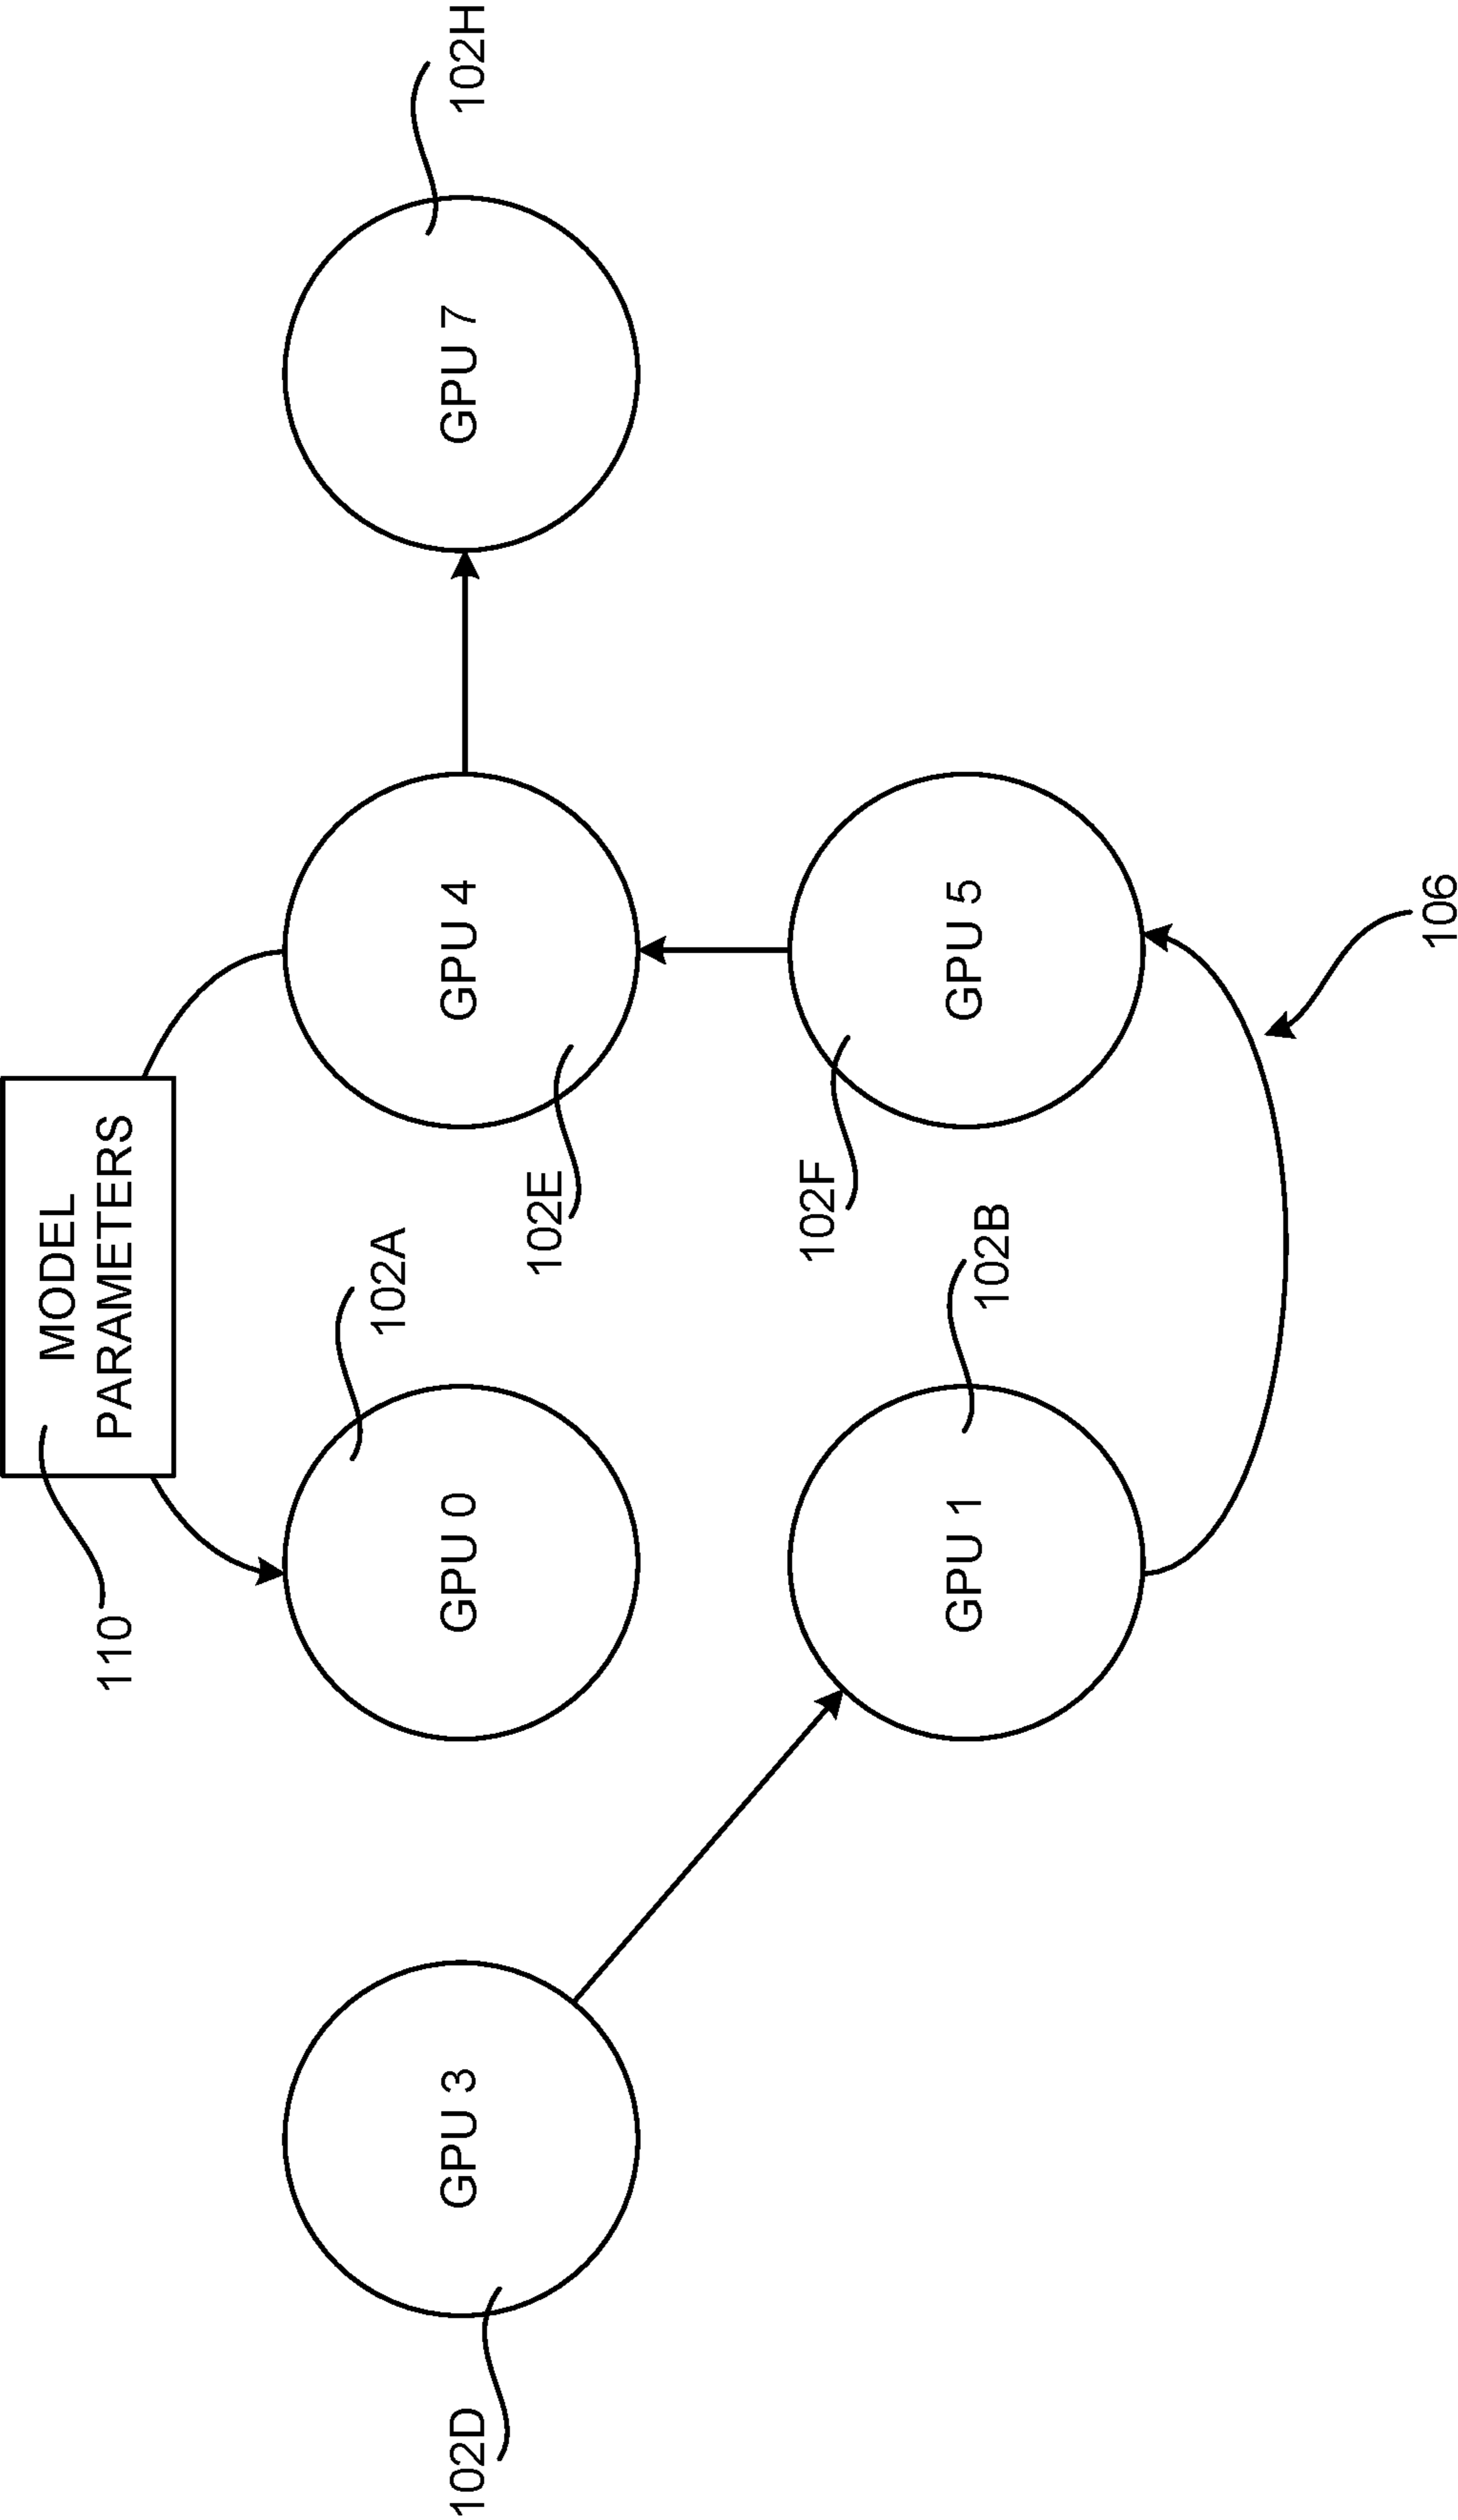 110
MODEL
PARAMETERS
102D
GPU 3
GPU 0
102A
GPU 4
102E
GPU 7
102H
GPU 1
102B
102F
GPU 5
106